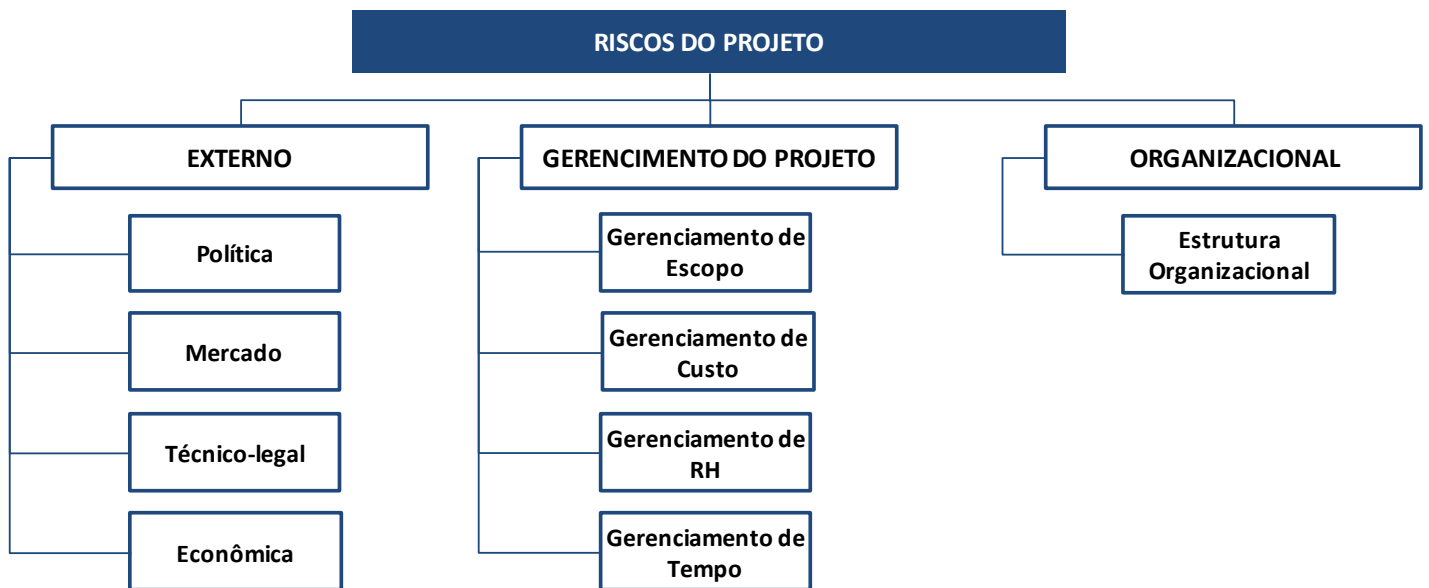 RISCOS DO PROJETO
EXTERNO
Política
Mercado
Técnico-legal
Econômica
GERENCIMENTO DO PROJETO
Gerenciamento de
Escopo
Gerenciamento de
Custo
Gerenciamento de
RH
Gerenciamento de
Tempo
ORGANIZACIONAL
Estrutura
Organizacional